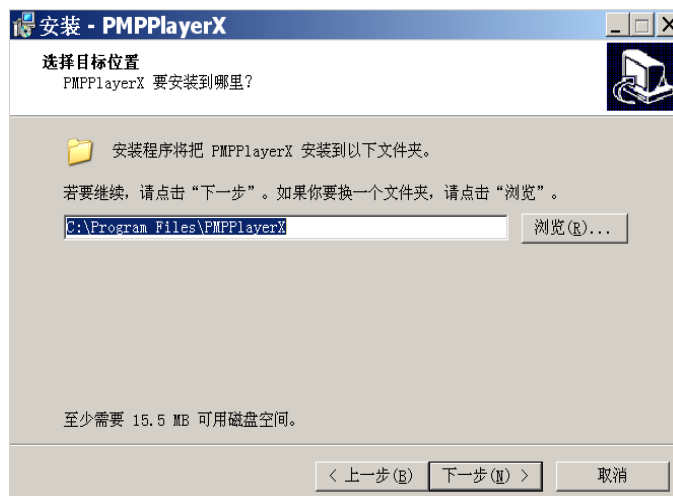 安装 - PMPPlayerX
选择目标位置
PMPPlayerX 要安装到哪里？
安装程序将把 PMPPlayerX 安装到以下文件夹。
若要继续，请点击“下一步”。如果你要换一个文件夹，请点击“浏览”。
C:\Program Files\PMPPlayerX
浏览(R)...
至少需要 15.5 MB 可用磁盘空间。
< 上一步(B) 下一步(N) > 取消